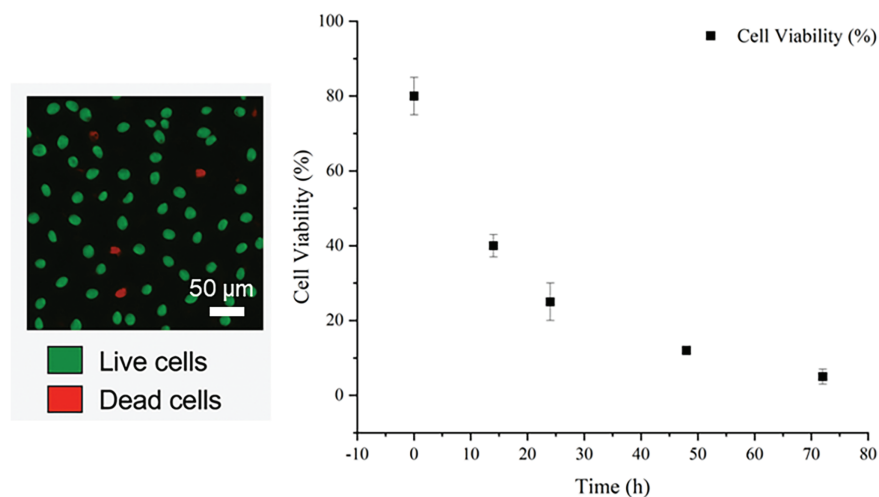 50 μm
Live cells
Dead cells
Cell Viability (%)
100
80
60
40
20
0
Cell Viability (%)
-10 0 10 20 30 40 50 60 70 80
Time (h)